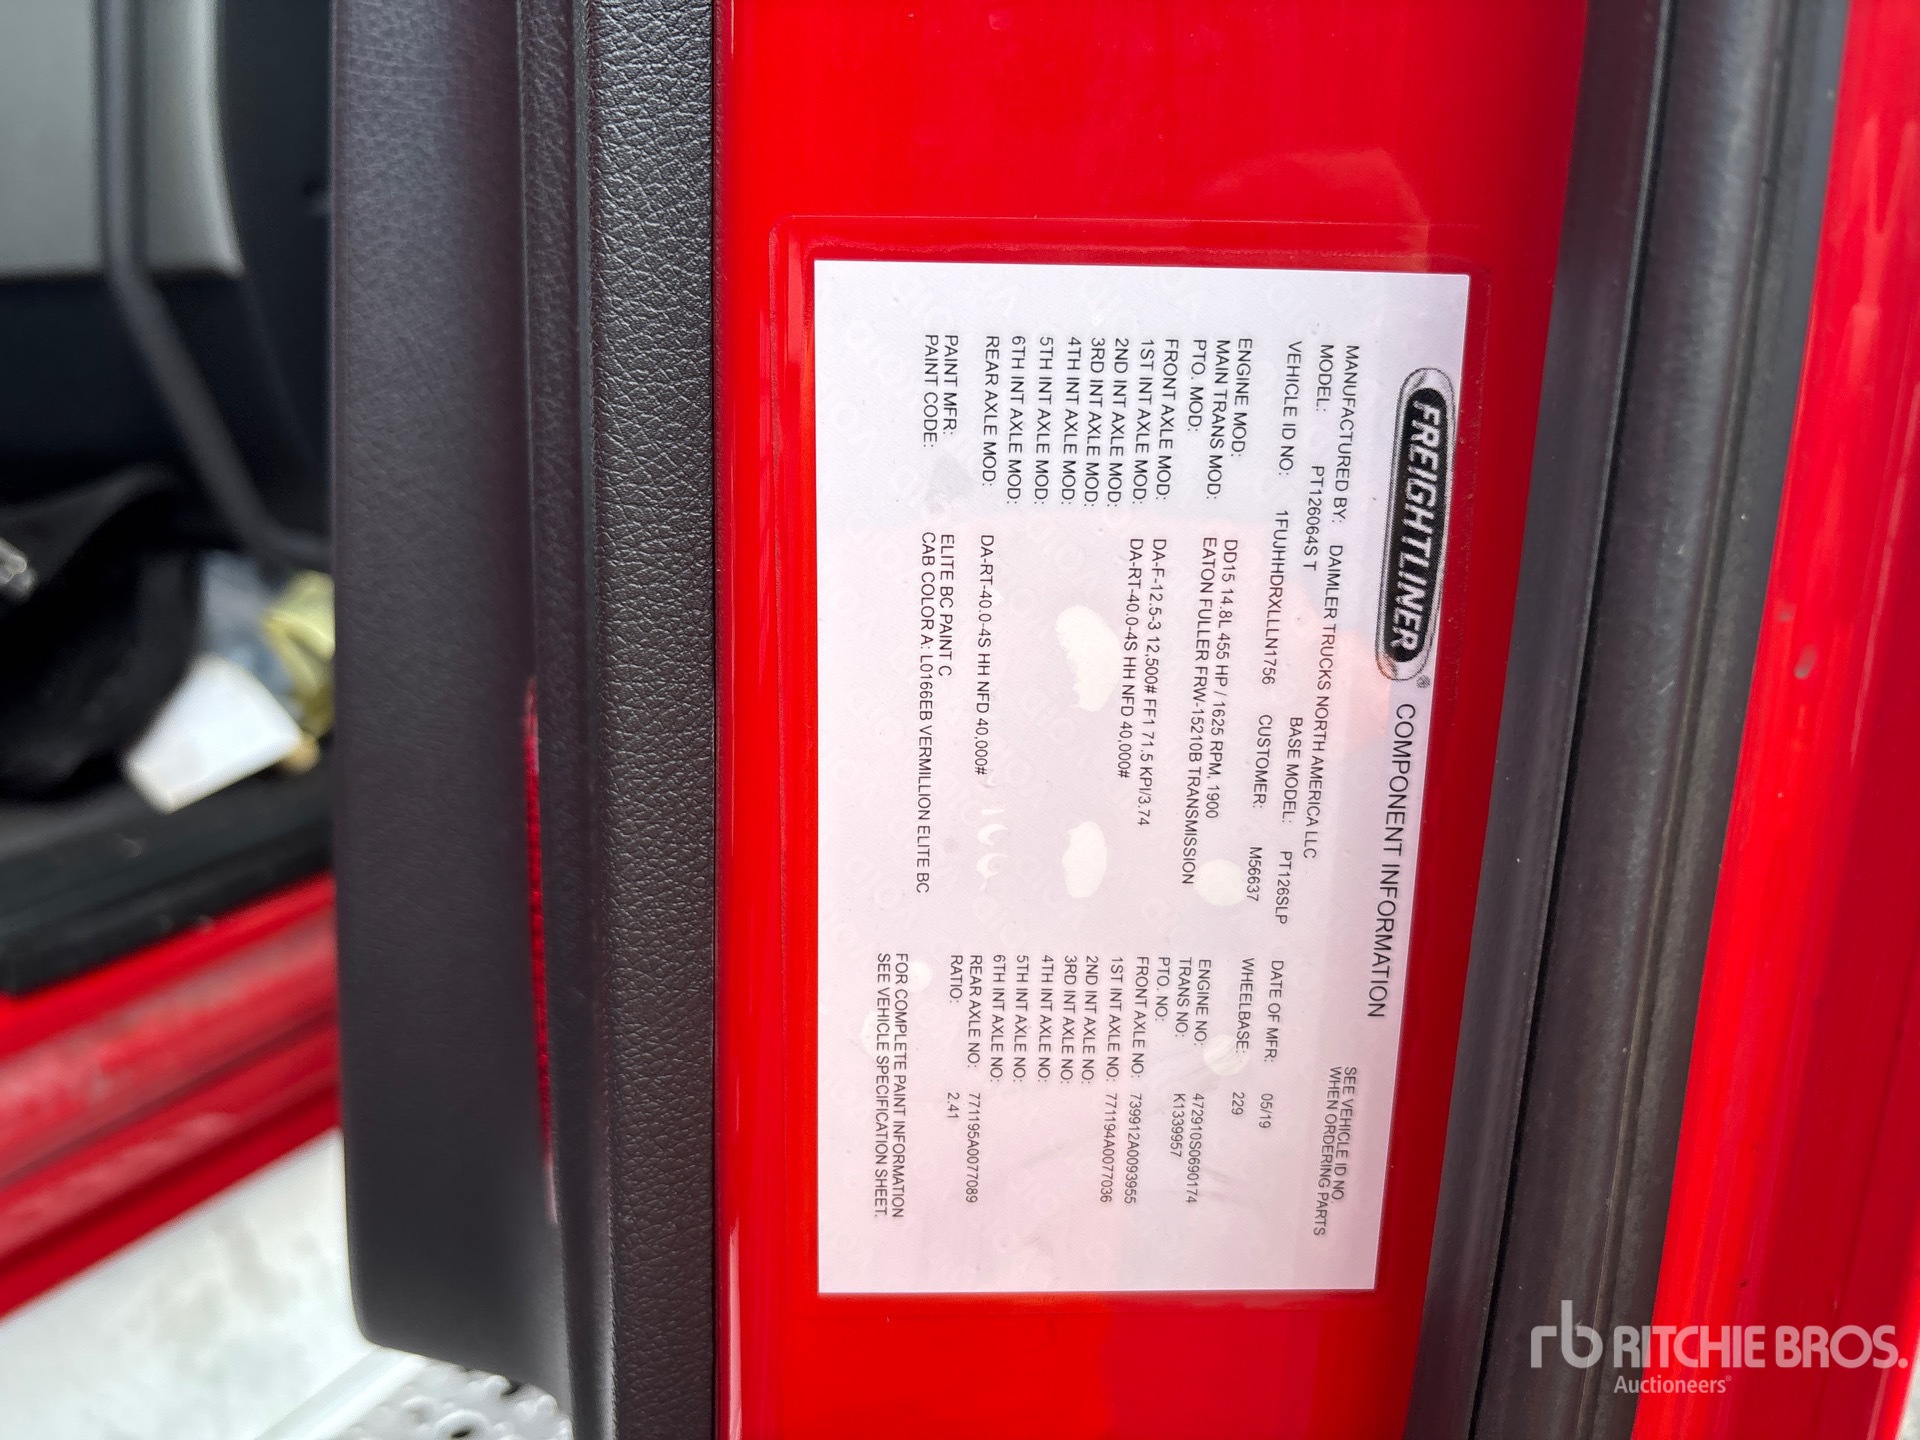 FREIGHTLINER® COMPONENT INFORMATION
SEE VEHICLE ID NO.
WHEN ORDERING PARTS
MANUFACTURED BY: DAIMLER TRUCKS NORTH AMERICA LLC
MODEL: PT126064S T BASE MODEL: PT126SLP DATE OF MFR: 05/19
VEHICLE ID NO: 1FUJHHDRXLLLN1756 CUSTOMER: M56637 WHEELBASE: 229
ENGINE MOD: DD15 14.8L 455 HP / 1625 RPM, 1900 ENGINE NO: 472910S0690174
MAIN TRANS MOD: EATON FULLER FRW-15210B TRANSMISSION TRANS NO: K1339957
PTO. MOD: PTO. NO:
FRONT AXLE MOD: DA-F-12.5-3 12,500# FF1 71.5 KPI/3.74 FRONT AXLE NO: 739912A0093955
1ST INT AXLE MOD: DA-RT-40.0-4S HH NFD 40,000# 1ST INT AXLE NO: 771194A0077036
2ND INT AXLE MOD: 2ND INT AXLE NO:
3RD INT AXLE MOD: 3RD INT AXLE NO:
4TH INT AXLE MOD: 4TH INT AXLE NO:
5TH INT AXLE MOD: 5TH INT AXLE NO:
6TH INT AXLE MOD: 6TH INT AXLE NO:
REAR AXLE MOD: DA-RT-40.0-4S HH NFD 40,000# REAR AXLE NO: 771195A0077089
RATIO: 2.41
PAINT MFR: ELITE BC PAINT C
PAINT CODE: CAB COLOR A: L0166EB VERMILLION ELITE BC
FOR COMPLETE PAINT INFORMATION
SEE VEHICLE SPECIFICATION SHEET.
rb RITCHIE BROS.
Auctioneers